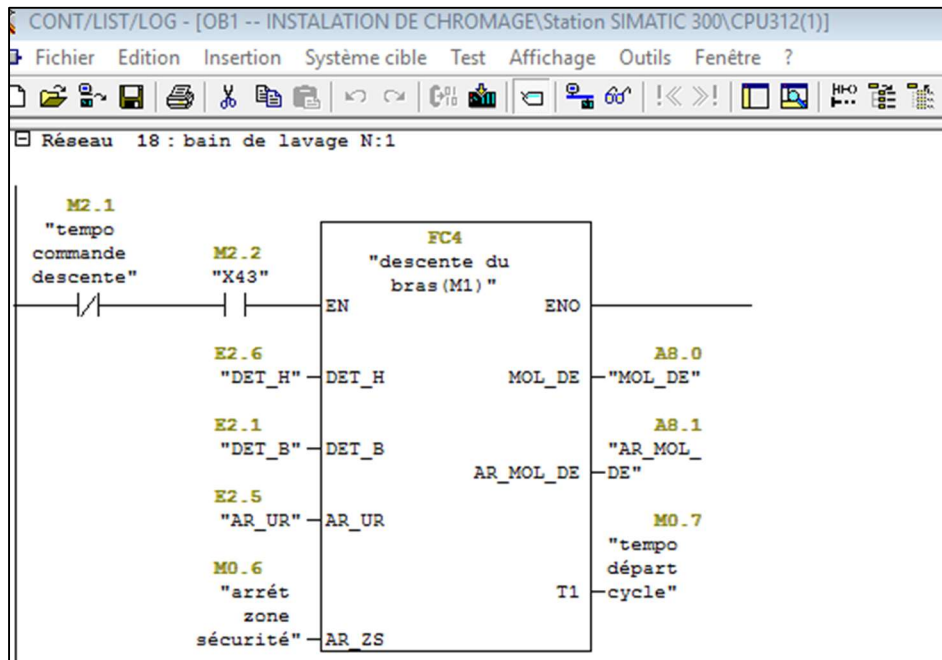 CONT/LIST/LOG - [OB1 -- INSTALATION DE CHROMAGE\Station SIMATIC 300\CPU312(1)]
Fichier Edition Insertion Système cible Test Affichage Outils Fenêtre ?
Réseau 18 : bain de lavage N:1
M2.1
"tempo
commande
descente"
M2.2
"X43"
FC4
"descente du
bras(M1)"
EN
ENO
E2.6
"DET_H"
DET_H
MOL_DE
A8.0
"MOL_DE"
E2.1
"DET_B"
DET_B
AR_MOL_DE
A8.1
"AR_MOL_
DE"
E2.5
"AR_UR"
AR_UR
M0.7
"tempo
départ
cycle"
T1
M0.6
"arrét
zone
sécurité"
AR_ZS